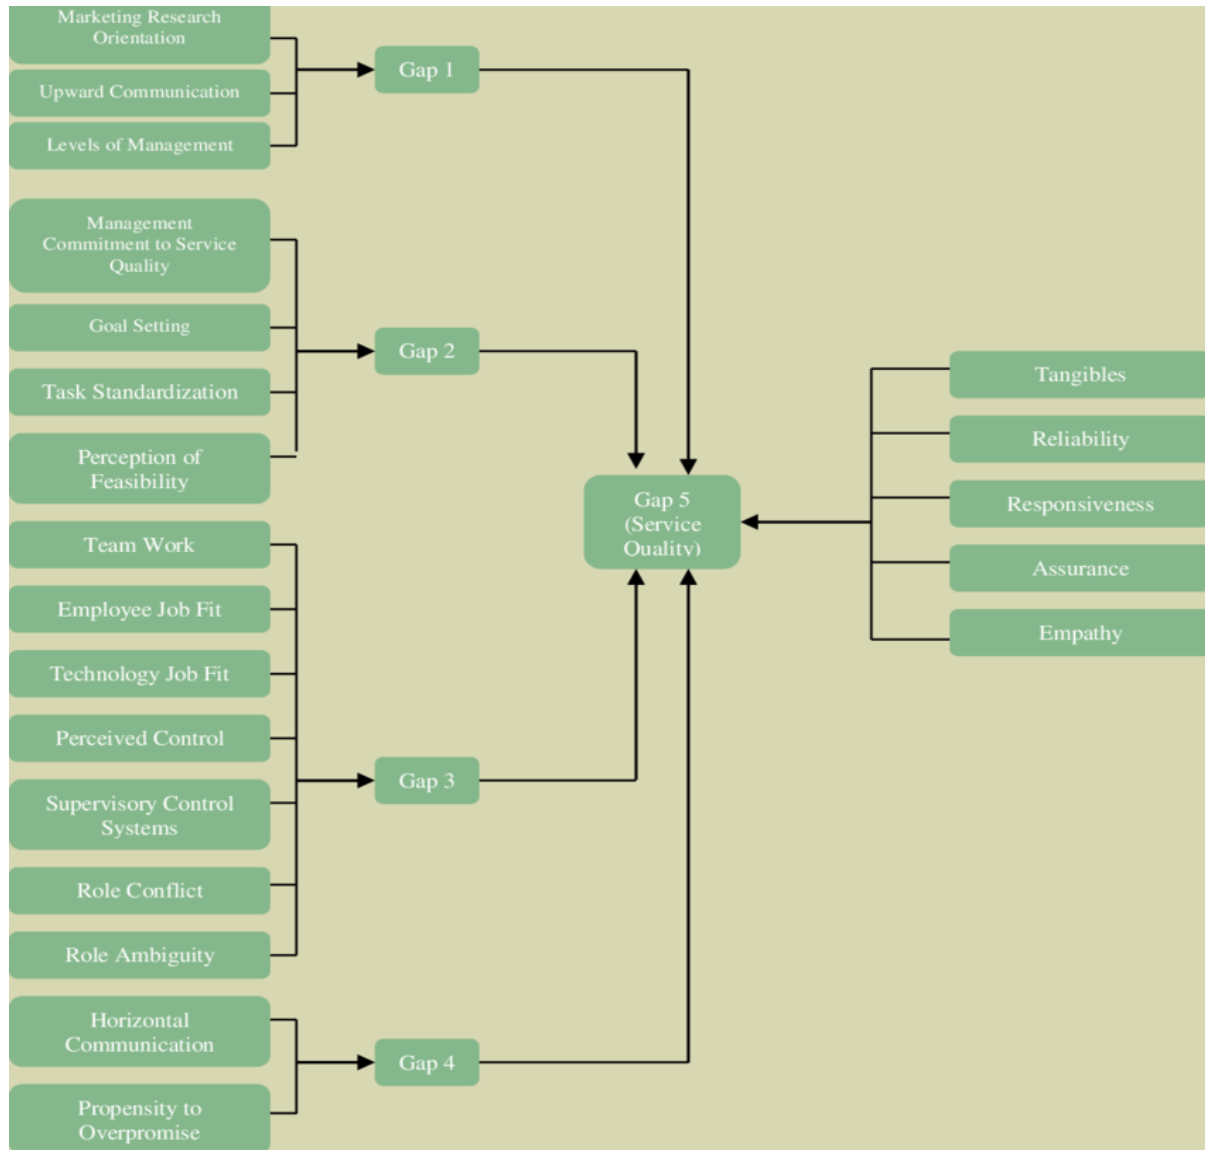 Marketing Research
Orientation
Upward Communication
Levels of Management
Gap 1
Management
Commitment to Service
Quality
Goal Setting
Task Standardization
Perception of
Feasibility
Gap 2
Team Work
Employee Job Fit
Technology Job Fit
Perceived Control
Supervisory Control
Systems
Role Conflict
Role Ambiguity
Gap 3
Horizontal
Communication
Propensity to
Overpromise
Gap 4
Gap 5
(Service
Quality)
Tangibles
Reliability
Responsiveness
Assurance
Empathy